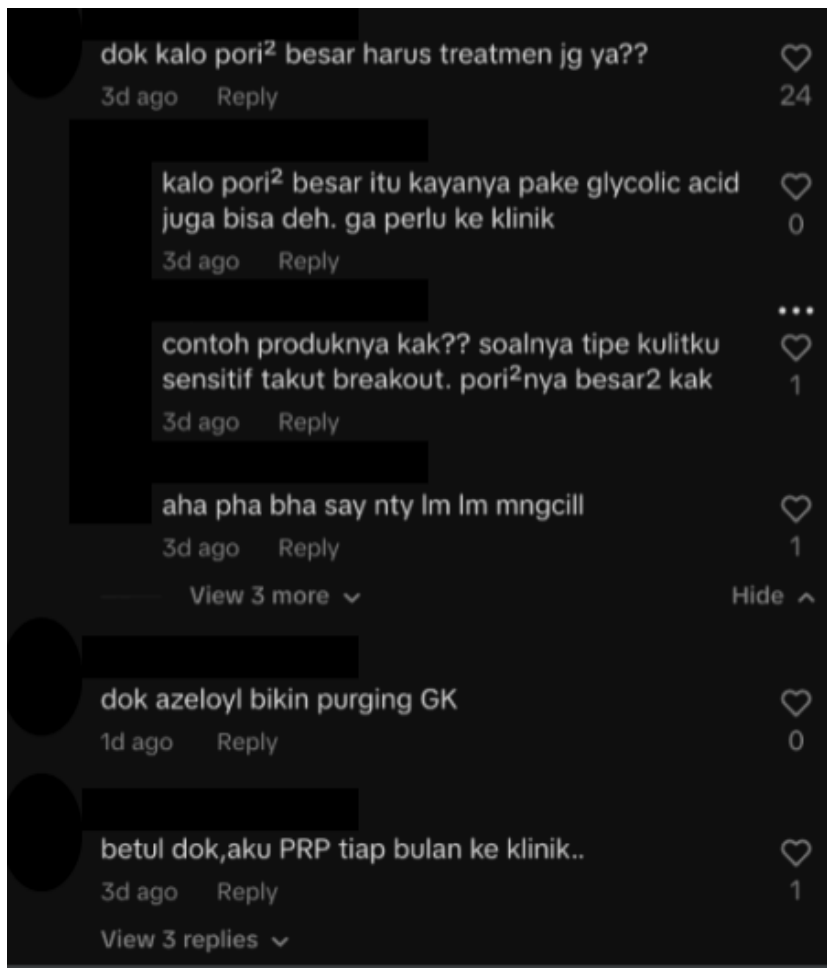 dok kalo pori² besar harus treatmen jg ya??
3d ago Reply
24
kalo pori² besar itu kayanya pake glycolic acid
juga bisa deh. ga perlu ke klinik
0
3d ago Reply
contoh produknya kak?? soalnya tipe kulitku
sensitif takut breakout. pori²nya besar2 kak
1
3d ago Reply
aha pha bha say nty lm lm mngcill
3d ago Reply
1
View 3 more
Hide
dok azeloyl bikin purging GK
1d ago Reply
0
betul dok,aku PRP tiap bulan ke klinik..
3d ago Reply
1
View 3 replies